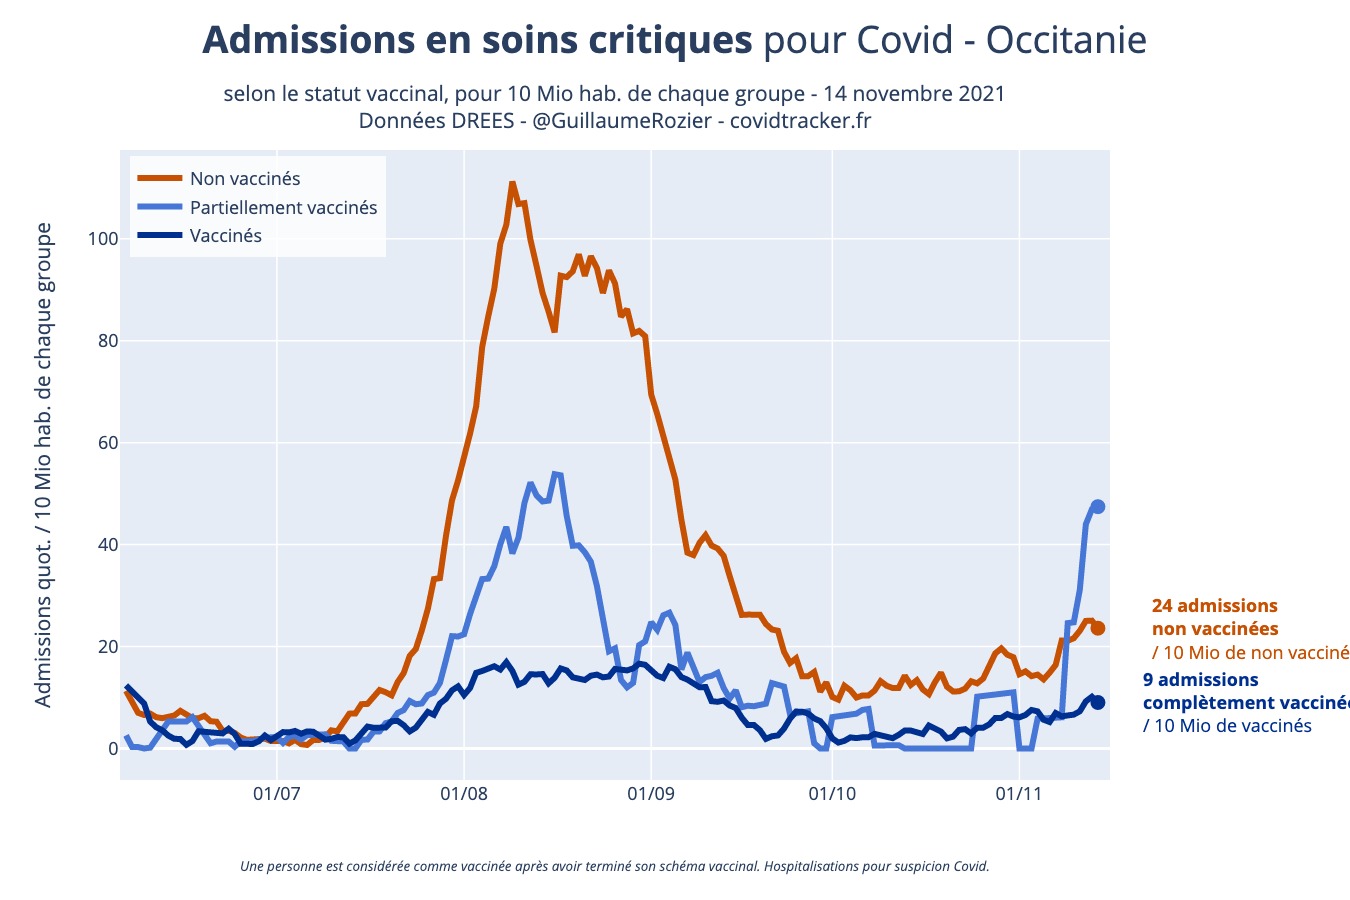 Admissions en soins critiques pour Covid - Occitanie
selon le statut vaccinal, pour 10 Mio hab. de chaque groupe - 14 novembre 2021
Données DREES - @GuillaumeRozier - covidtracker.fr
Non vaccinés
Partiellement vaccinés
Vaccinés
Admissions quot. / 10 Mio hab. de chaque groupe
100
80
60
40
20
0
01/07
01/08
01/09
01/10
01/11
24 admissions
non vaccinées
/ 10 Mio de non vacciné
9 admissions
complètement vacciné
/ 10 Mio de vaccinés
Une personne est considérée comme vaccinée après avoir terminé son schéma vaccinal. Hospitalisations pour suspicion Covid.